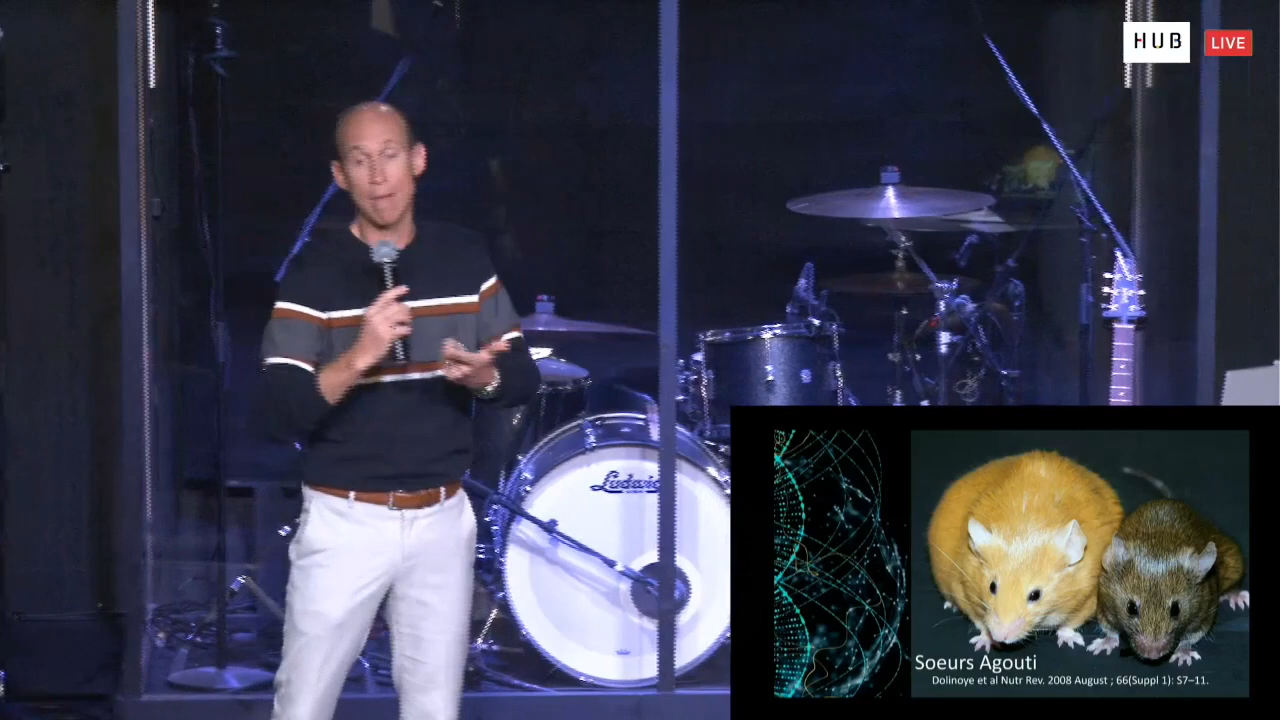 HUB
LIVE
Ludwig
Soeurs Agouti
Dolinoye et al Nutr Rev. 2008 August ; 66(Suppl 1): S7–11.